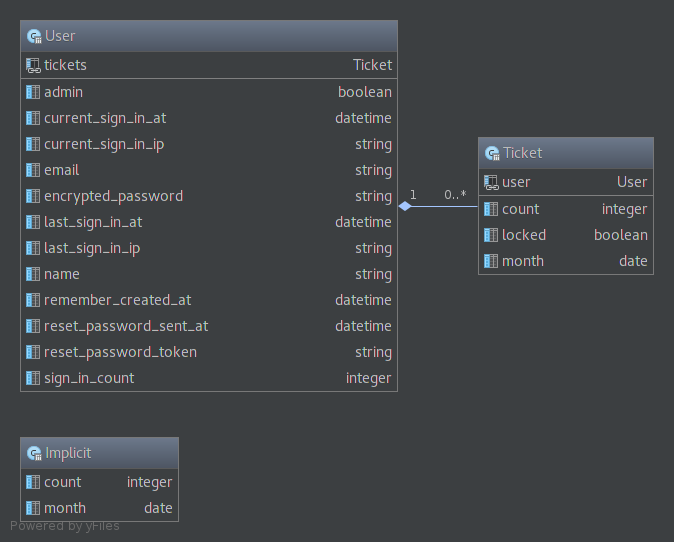 User
tickets Ticket
admin boolean
current_sign_in_at datetime
current_sign_in_ip string
email string
encrypted_password string
last_sign_in_at datetime
last_sign_in_ip string
name string
remember_created_at datetime
reset_password_sent_at datetime
reset_password_token string
sign_in_count integer
1 0..*
Ticket
user User
count integer
locked boolean
month date
Implicit
count integer
month date
Powered by yFiles